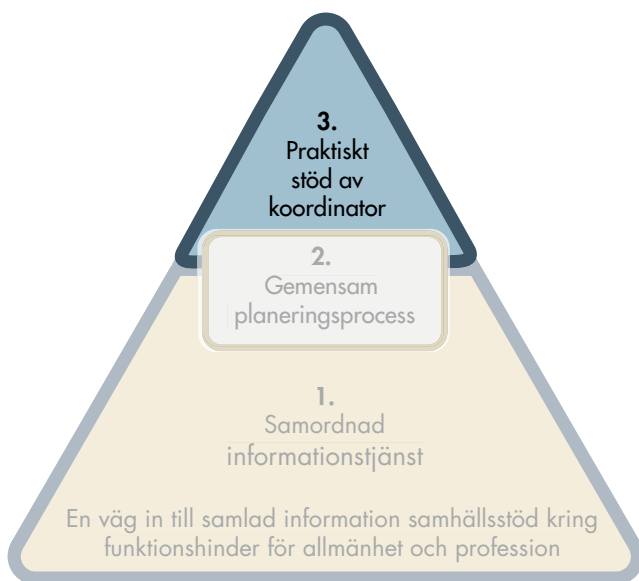 3.
Praktiskt
stöd av
koordinator
2.
Gemensam
planeringsprocess
1.
Samordnad
informationstjänst
En väg in till samlad information samhällsstöd kring
funktionshinder för allmänhet och profession